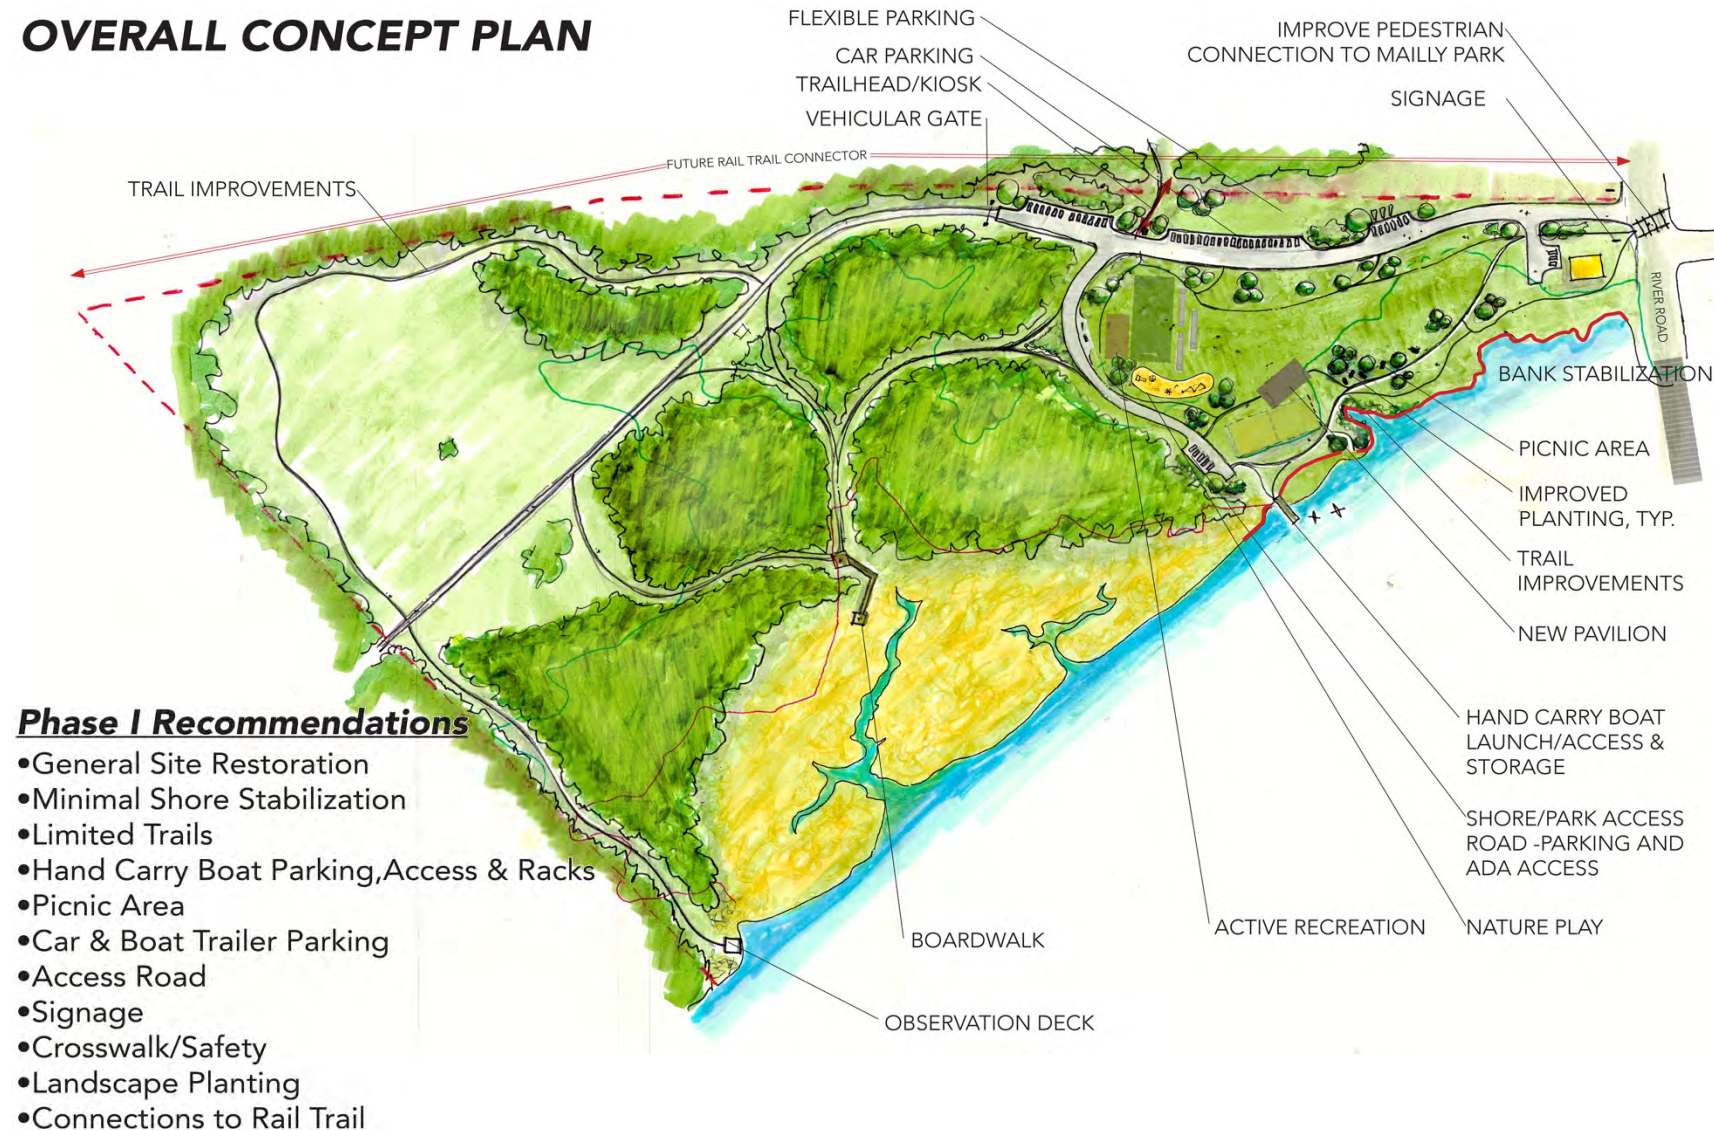 OVERALL CONCEPT PLAN
FLEXIBLE PARKING
CAR PARKING
TRAILHEAD/KIOSK
VEHICULAR GATE
IMPROVE PEDESTRIAN
CONNECTION TO MAILLY PARK
SIGNAGE
FUTURE RAIL TRAIL CONNECTOR
TRAIL IMPROVEMENTS
RIVER ROAD
BANK STABILIZATION
PICNIC AREA
IMPROVED
PLANTING, TYP.
TRAIL
IMPROVEMENTS
NEW PAVILION
HAND CARRY BOAT
LAUNCH/ACCESS &
STORAGE
SHORE/PARK ACCESS
ROAD -PARKING AND
ADA ACCESS
NATURE PLAY
ACTIVE RECREATION
BOARDWALK
OBSERVATION DECK
Phase I Recommendations
•General Site Restoration
•Minimal Shore Stabilization
•Limited Trails
•Hand Carry Boat Parking,Access & Racks
•Picnic Area
•Car & Boat Trailer Parking
•Access Road
•Signage
•Crosswalk/Safety
•Landscape Planting
•Connections to Rail Trail